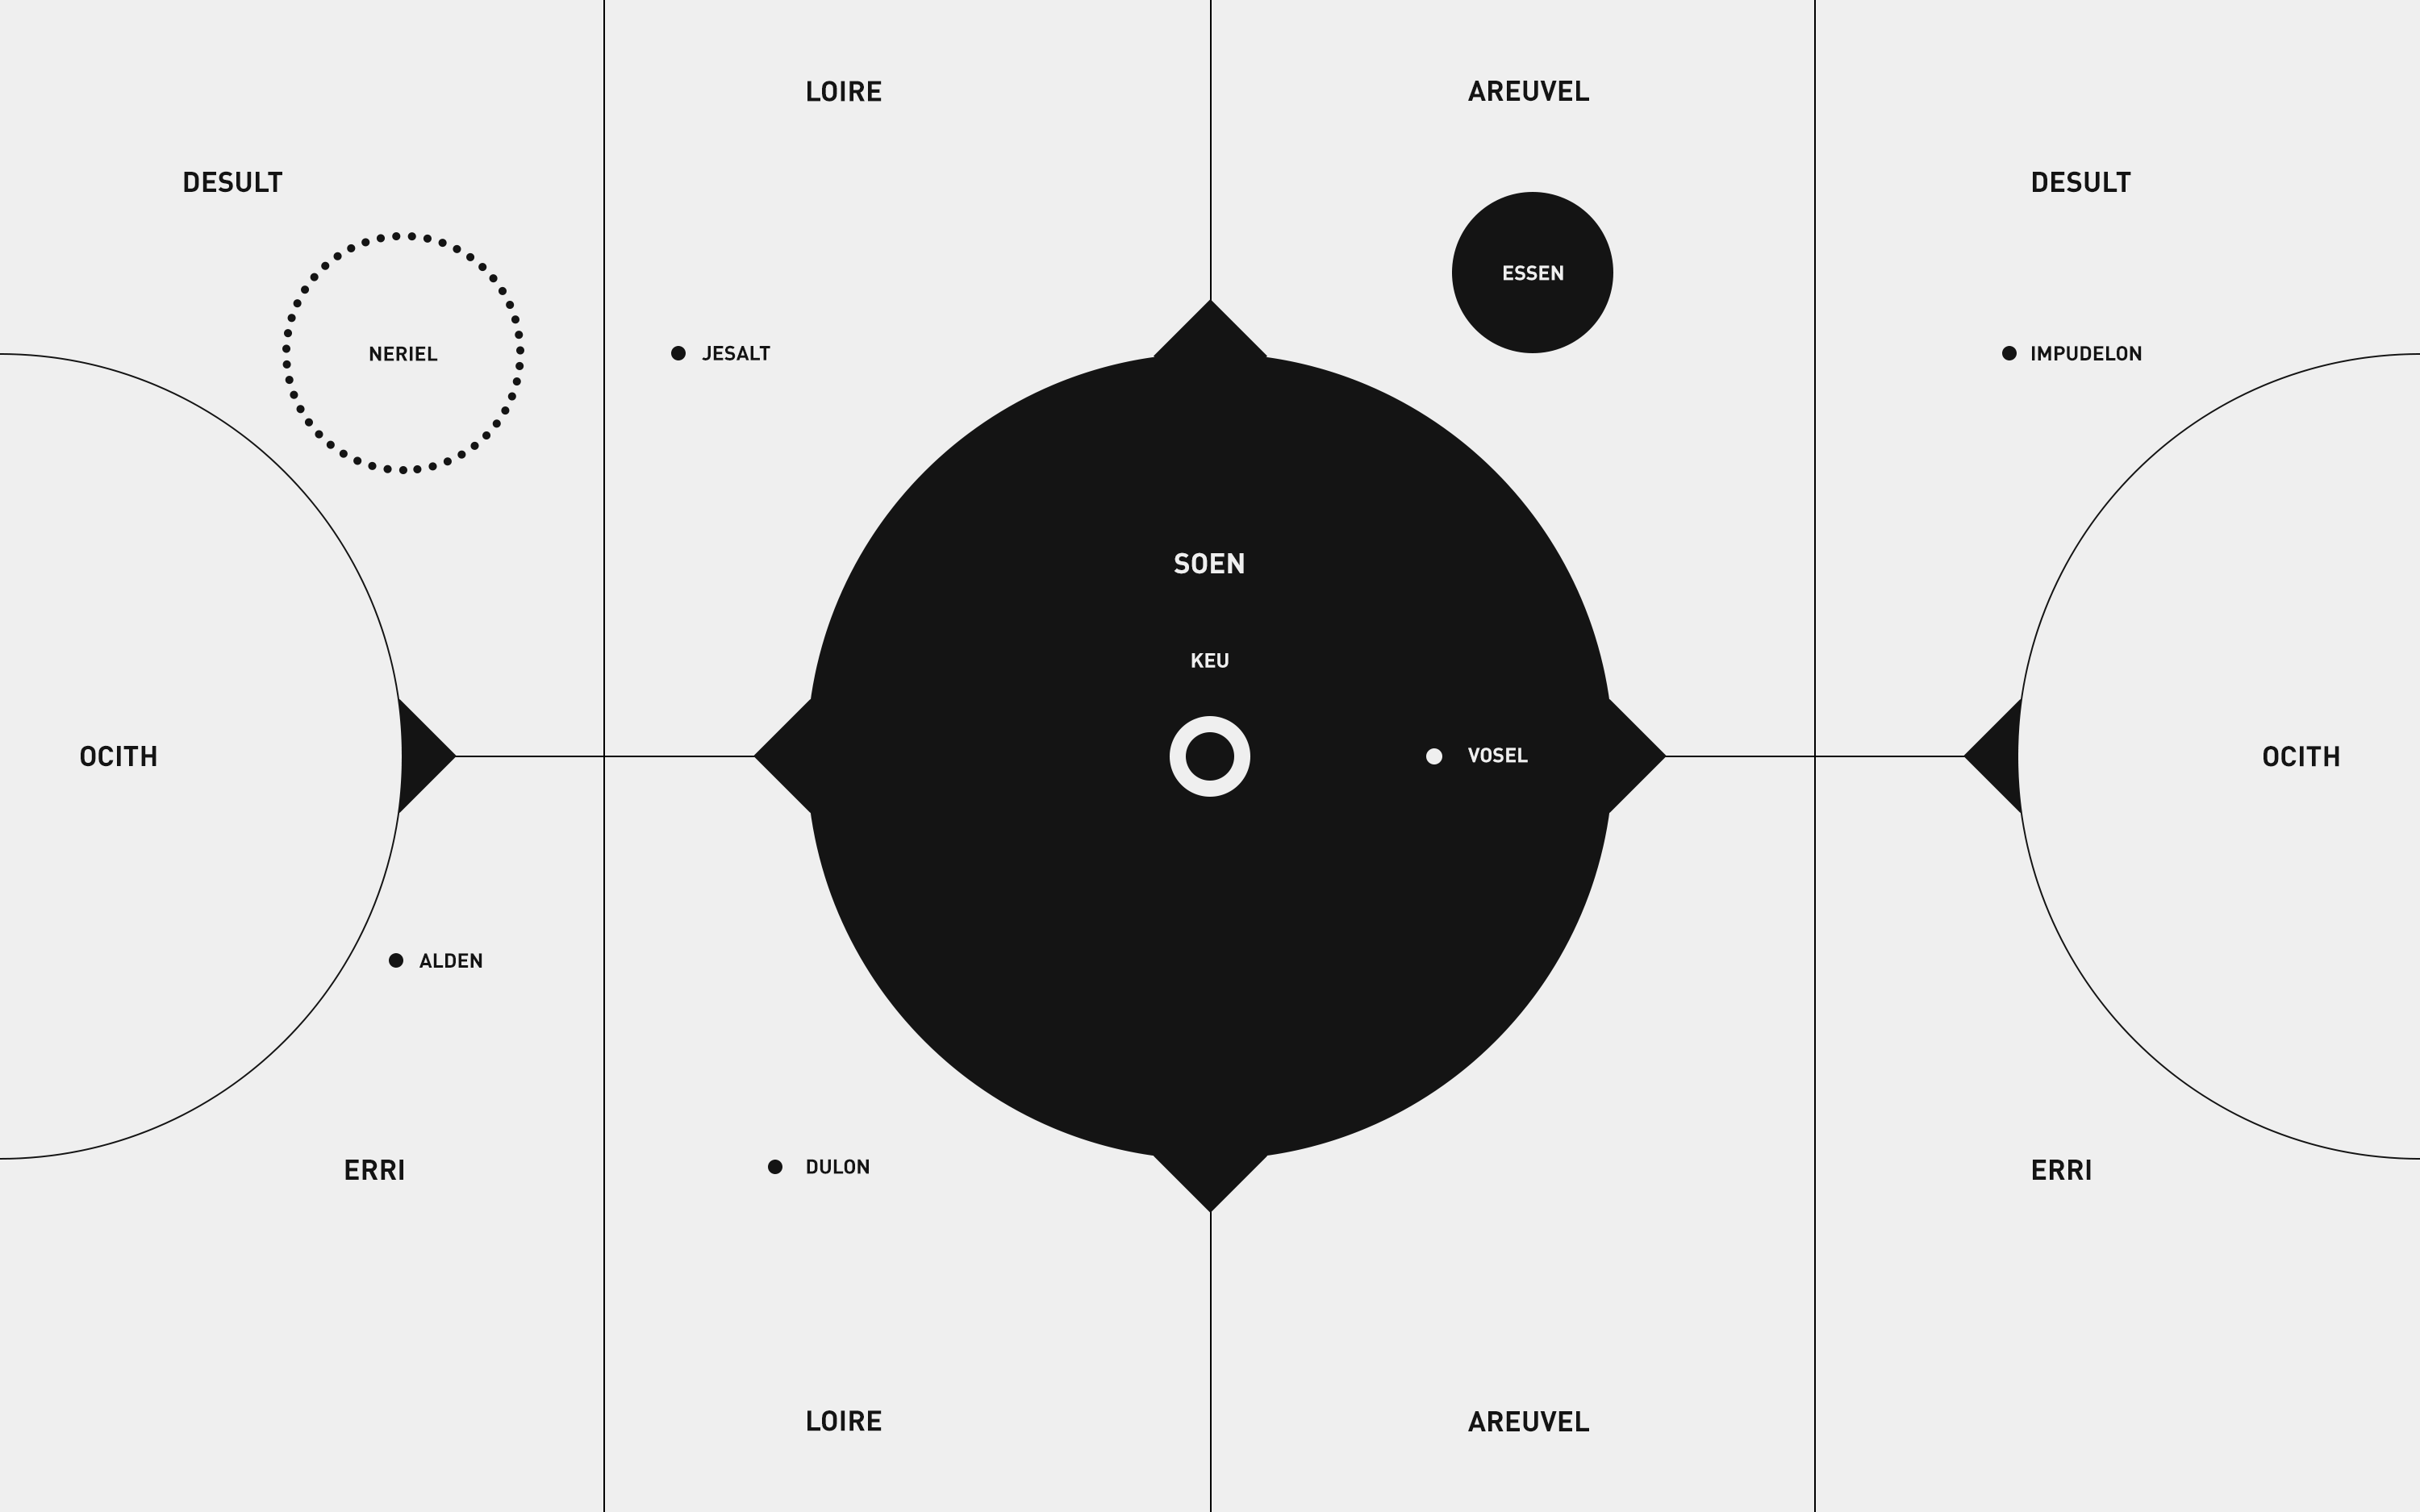 LOIRE
AREUVEL
DESULT
DESULT
ESSEN
NERIEL
JESALT
IMPUDELON
SOEN
KEU
OCITH
VOSEL
OCITH
ALDEN
ERRI
DULON
ERRI
LOIRE
AREUVEL